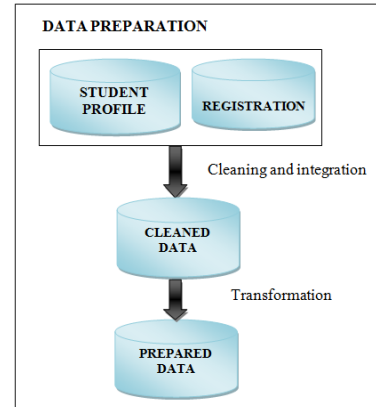 DATA PREPARATION
STUDENT
PROFILE
REGISTRATION
Cleaning and integration
CLEANED
DATA
Transformation
PREPARED
DATA